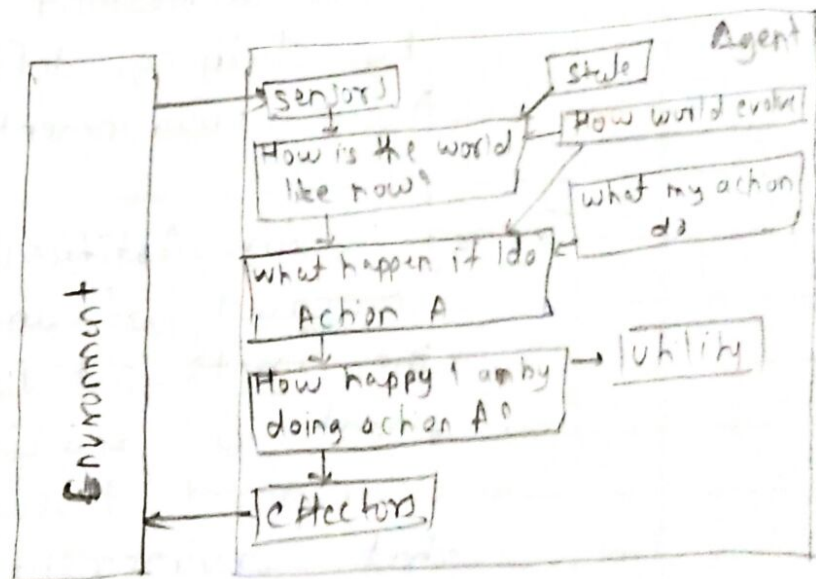 Agent
sensors
state
How world evolve
How is the world
like now?
what my action
do
What happen if I do
Action A
How happy I am by
doing action A?
Utility
effectors
Environment